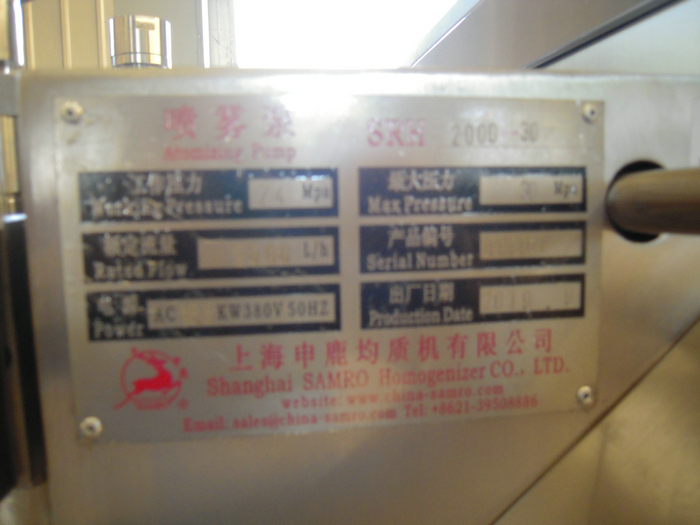 喷雾泵 SRH 2000 -30
Atomizing Pump
工作压力 Mpa
Working Pressure
最大压力 30 Mpa
Max Pressure
额定流量 L/h
Rated Flow
产品编号
Serial Number
电源 AC KW380V 50HZ
Power
出厂日期
Production Date
上海申鹿均质机有限公司
Shanghai SAMRO Homogenizer CO., LTD.
website: www.china-samro.com
Email: sales@china-samro.com Tel: +8621-39508886